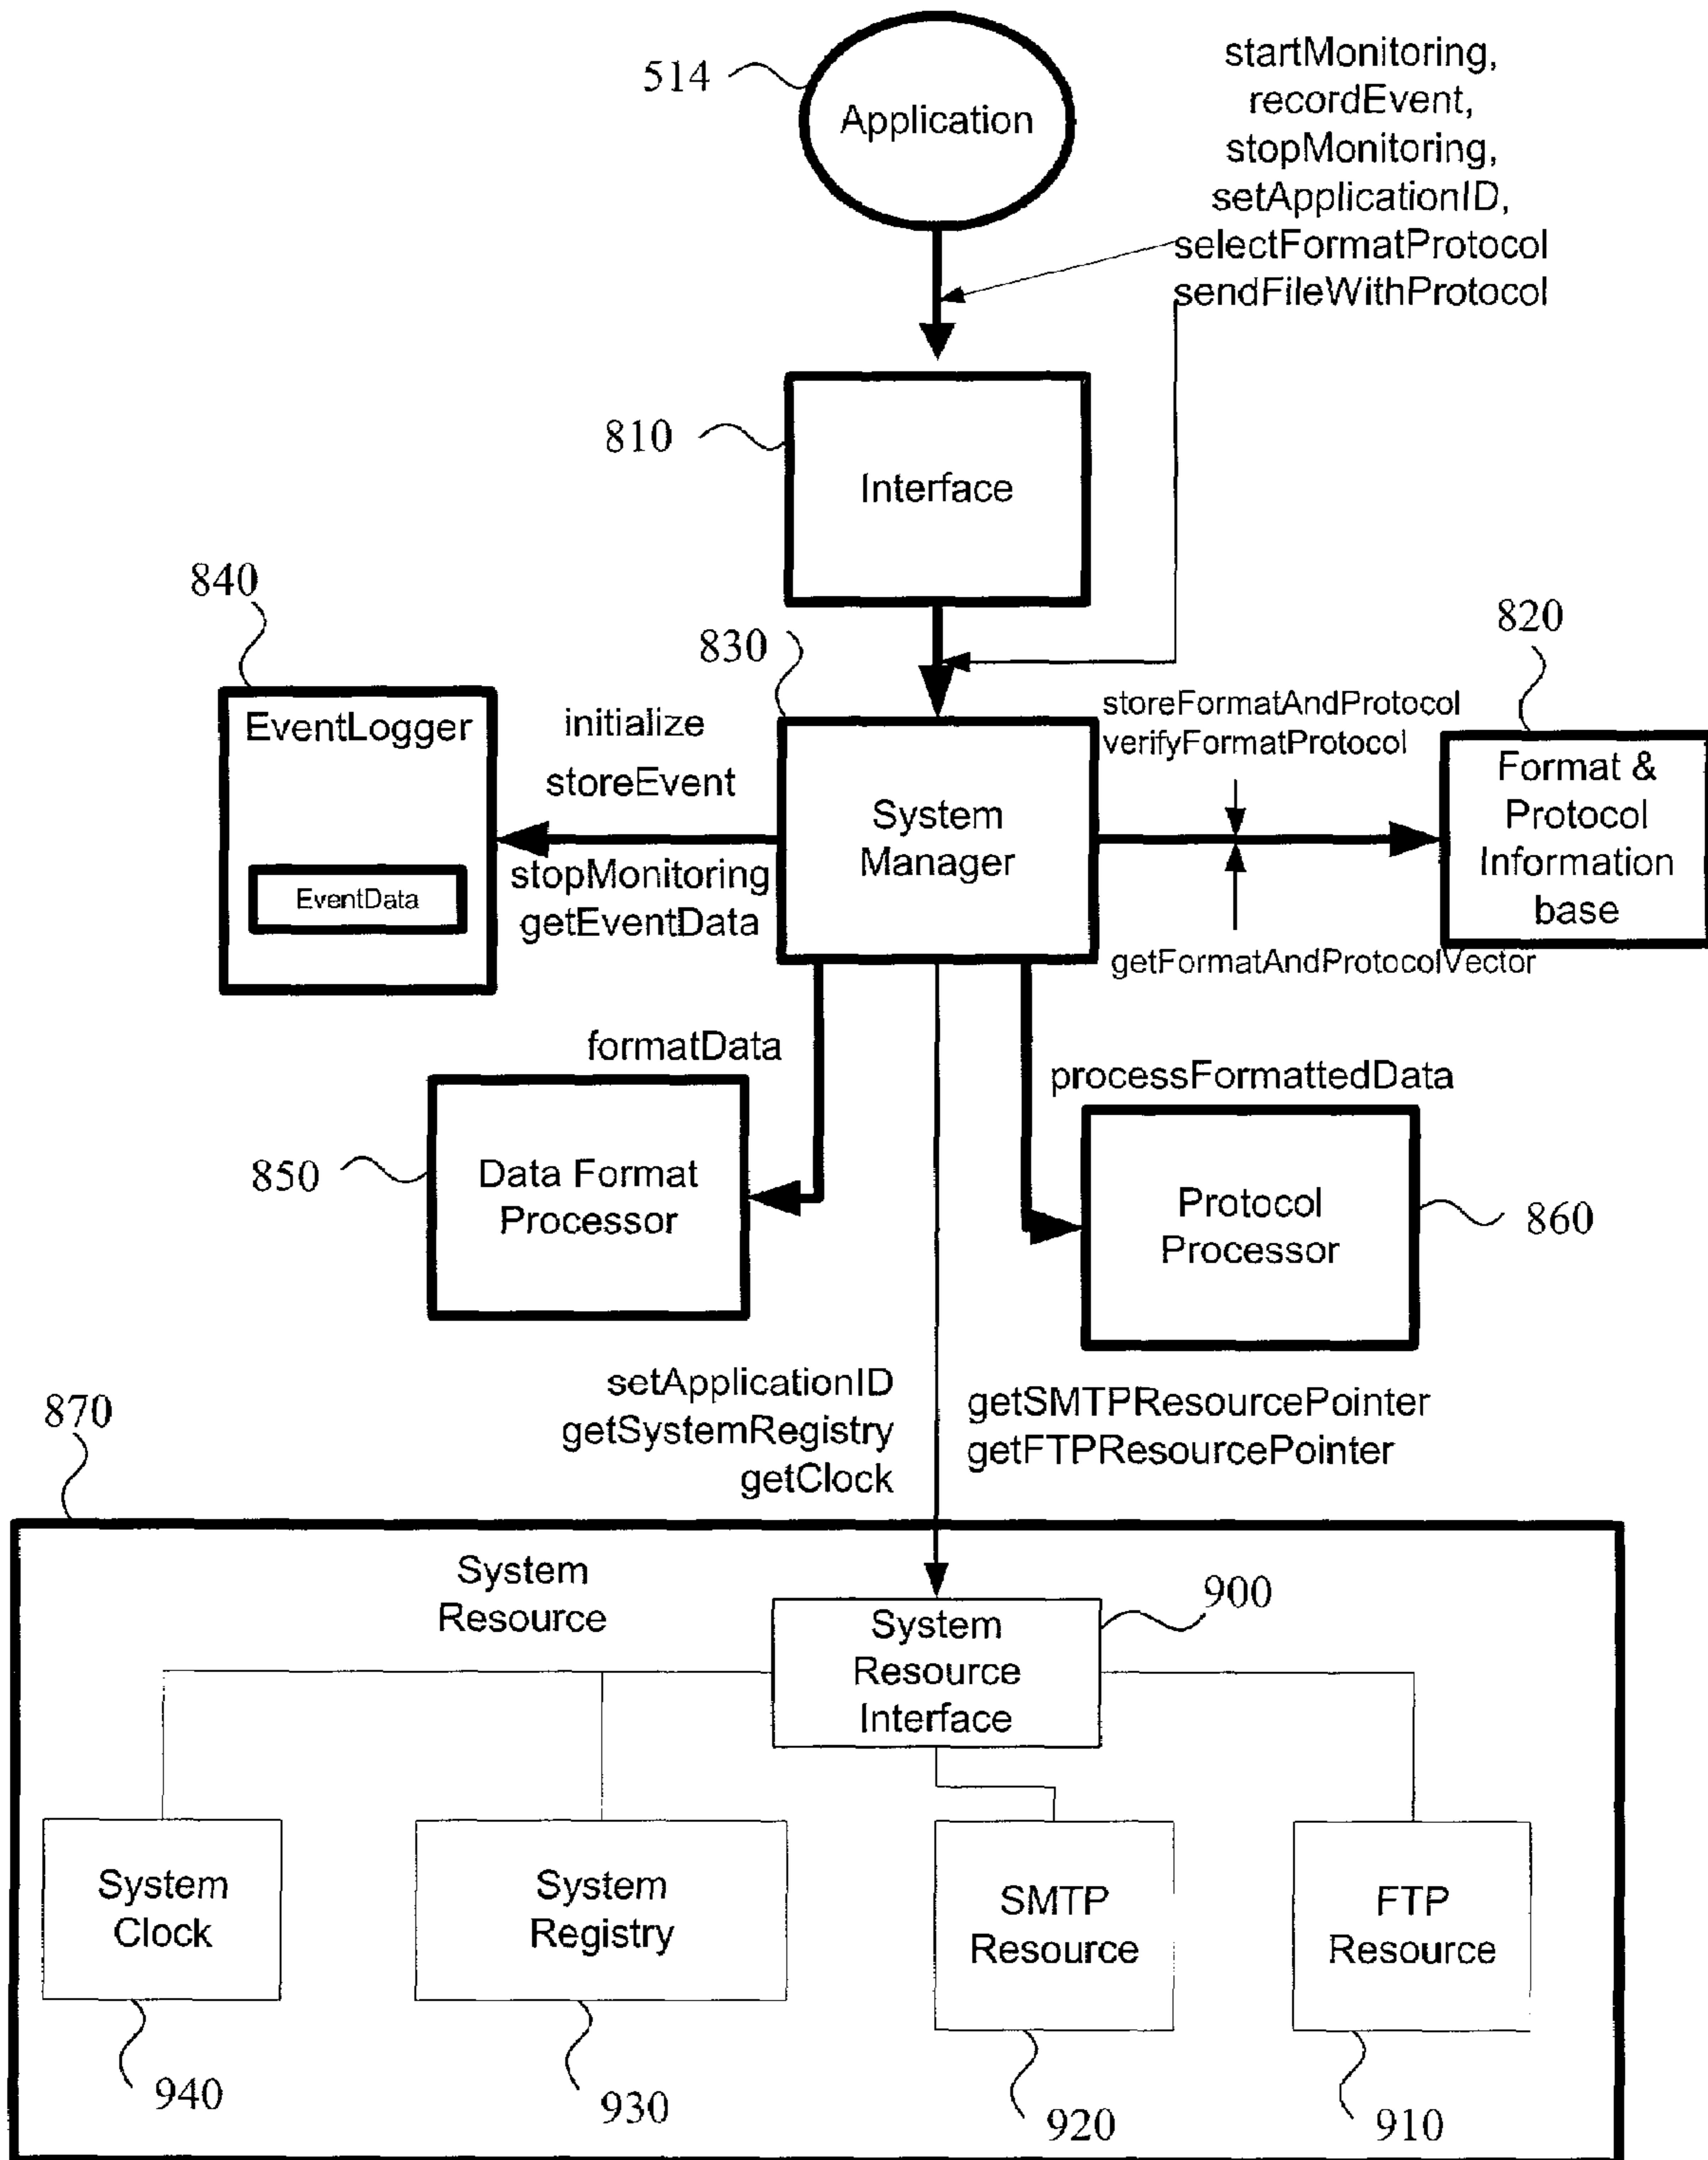 514
Application
startMonitoring,
recordEvent,
stopMonitoring,
setApplicationID,
selectFormatProtocol
sendFileWithProtocol
810
Interface
840
830
820
EventLogger
EventData
initialize
storeEvent
stopMonitoring
getEventData
System
Manager
storeFormatAndProtocol
verifyFormatProtocol
getFormatAndProtocolVector
Format &
Protocol
Information
base
formatData
processFormattedData
850
Data Format
Processor
Protocol
Processor
860
870
setApplicationID
getSystemRegistry
getClock
getSMTPResourcePointer
getFTPResourcePointer
System
Resource
900
System
Resource
Interface
System
Clock
System
Registry
SMTP
Resource
FTP
Resource
940
930
920
910